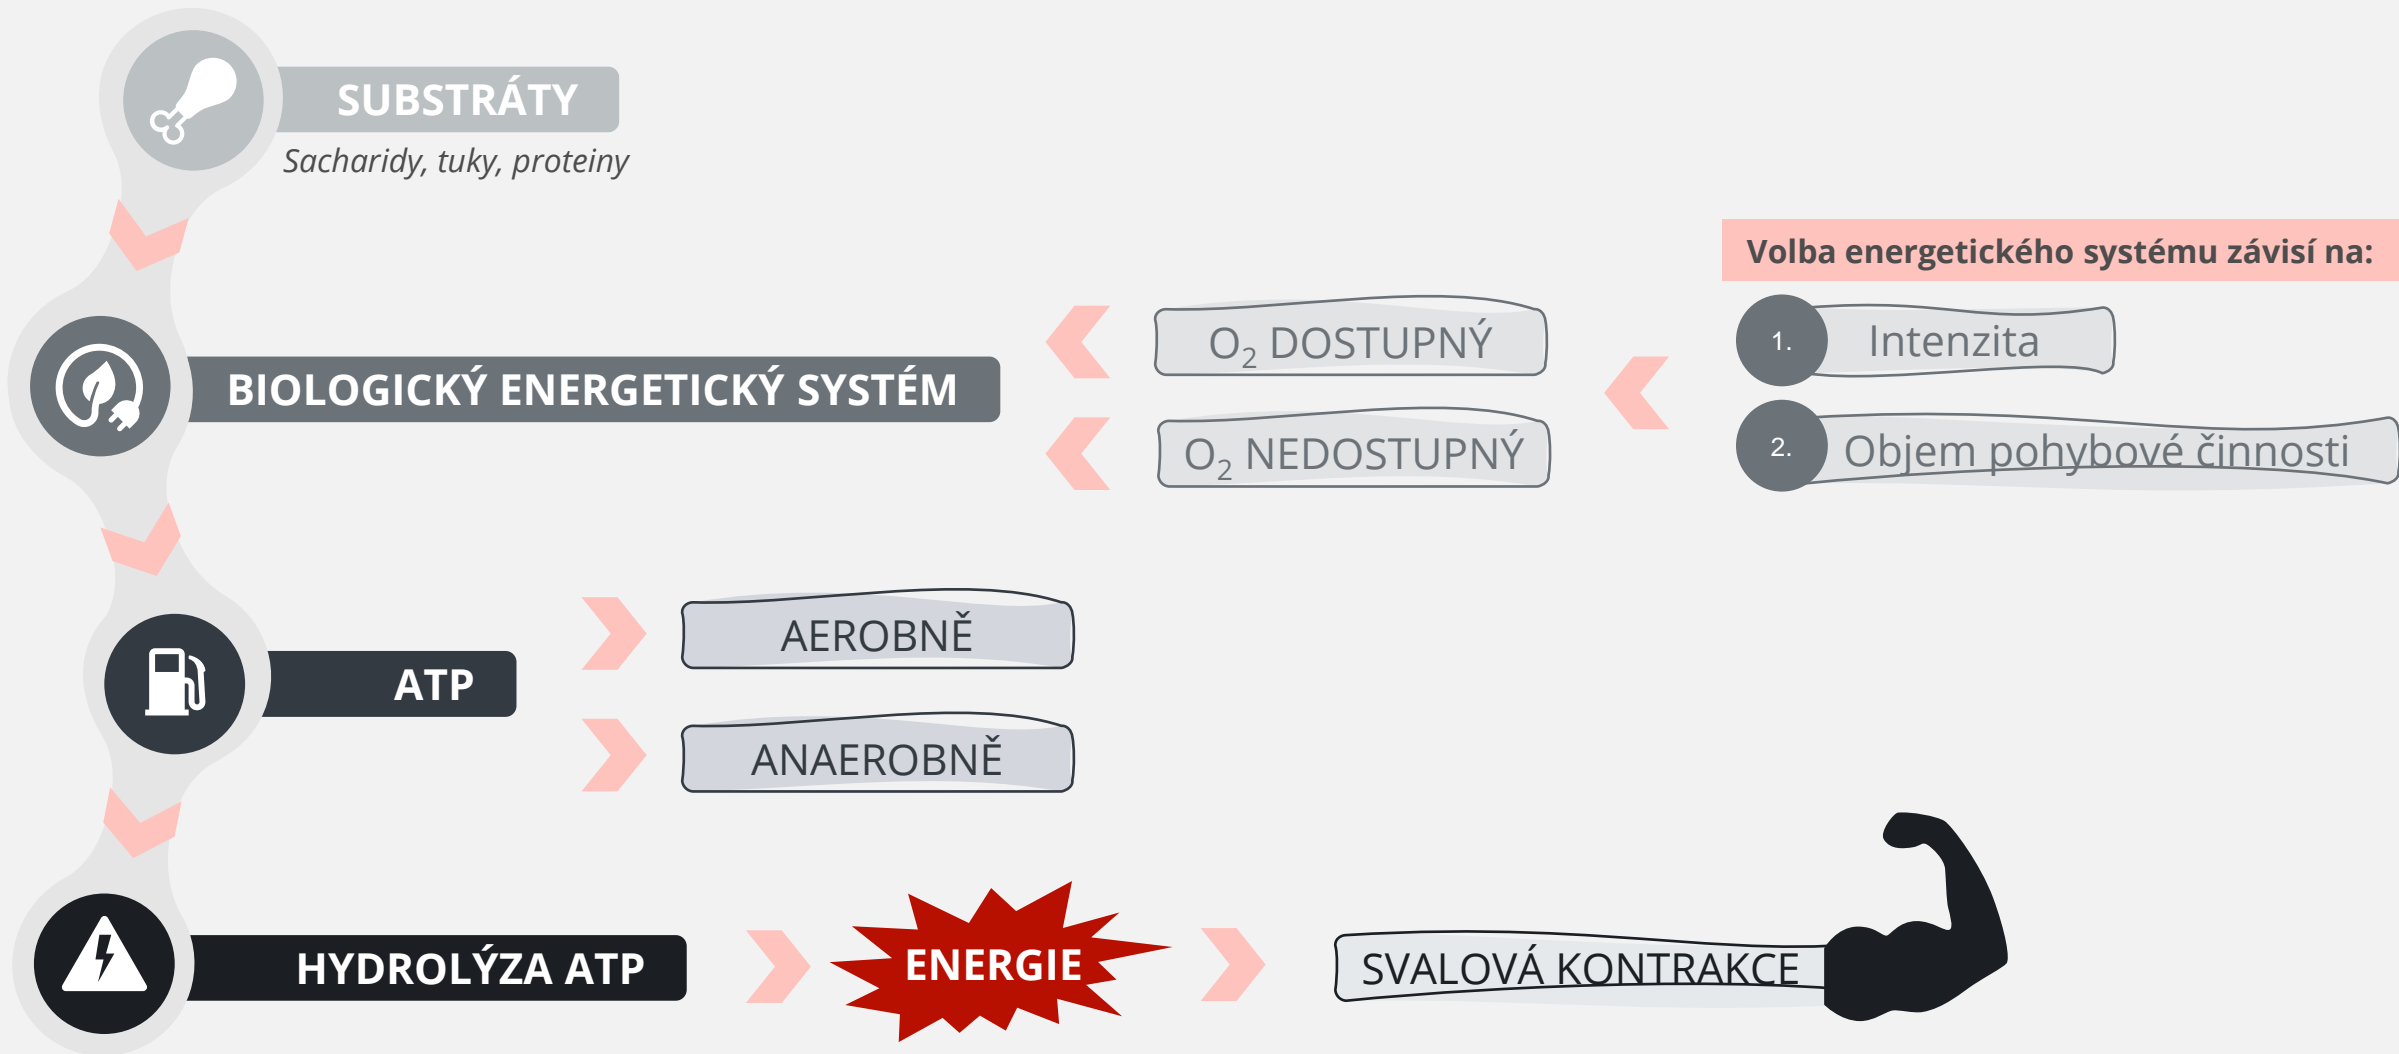 SUBSTRÁTY
Sacharidy, tuky, proteiny
Volba energetického systému závisí na:
1. Intenzita
2. Objem pohybové činnosti
O₂ DOSTUPNÝ
O₂ NEDOSTUPNÝ
BIOLOGICKÝ ENERGETICKÝ SYSTÉM
ATP
AEROBNĚ
ANAEROBNĚ
HYDROLÝZA ATP
ENERGIE
SVALOVÁ KONTRAKCE